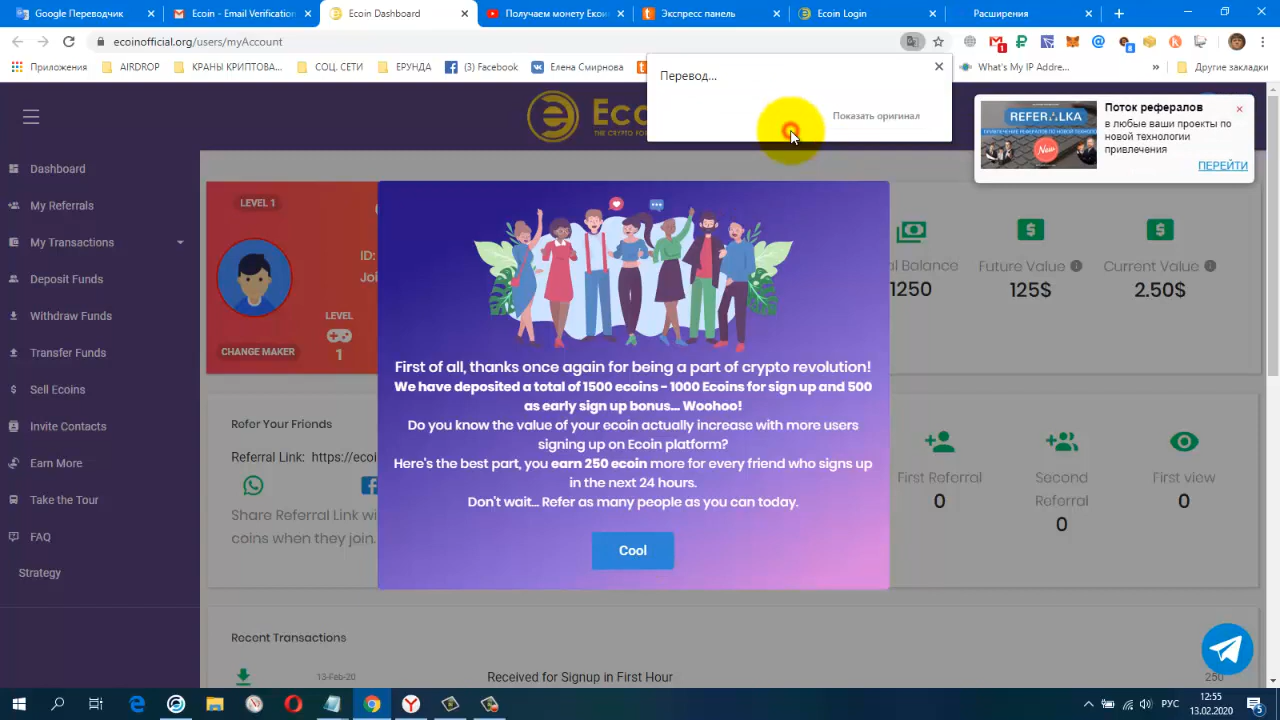 Google Переводчик
Ecoin - Email Verification
Ecoin Dashboard
Получаем монету Ecoin
Экспресс панель
Ecoin Login
Расширения
ecoinofficial.org/users/myAccount
1
8
Приложения
AIRDROP
КРАНЫ КРИПТОВА...
СОЦ. СЕТИ
ЕРУНДА
(3) Facebook
Елена Смирнова
What's My IP Addre...
Другие закладки
Перевод...
Показать оригинал
Поток рефералов
в любые ваши проекты по
новой технологии
привлечения
ПЕРЕЙТИ
REFERALKA
New
Dashboard
My Referrals
My Transactions
Deposit Funds
Withdraw Funds
Transfer Funds
Sell Ecoins
Invite Contacts
Earn More
Take the Tour
FAQ
Strategy
LEVEL 1
ID:
LEVEL
CHANGE MAKER
1
al Balance
1250
Future Value
125$
Current Value
2.50$
First of all, thanks once again for being a part of crypto revolution!
We have deposited a total of 1500 ecoins - 1000 Ecoins for sign up and 500
as early sign up bonus... Woohoo!
Do you know the value of your ecoin actually increase with more users
signing up on Ecoin platform?
Here's the best part, you earn 250 ecoin more for every friend who signs up
in the next 24 hours.
Don't wait... Refer as many people as you can today.
Cool
Refer Your Friends
Referral Link: https://ecoi
Share Referral Link wi
coins when they join.
First Referral
0
Second
Referral
0
First view
0
Recent Transactions
13-Feb-20
Received for Signup in First Hour
250
РУС
12:55
13.02.2020
5